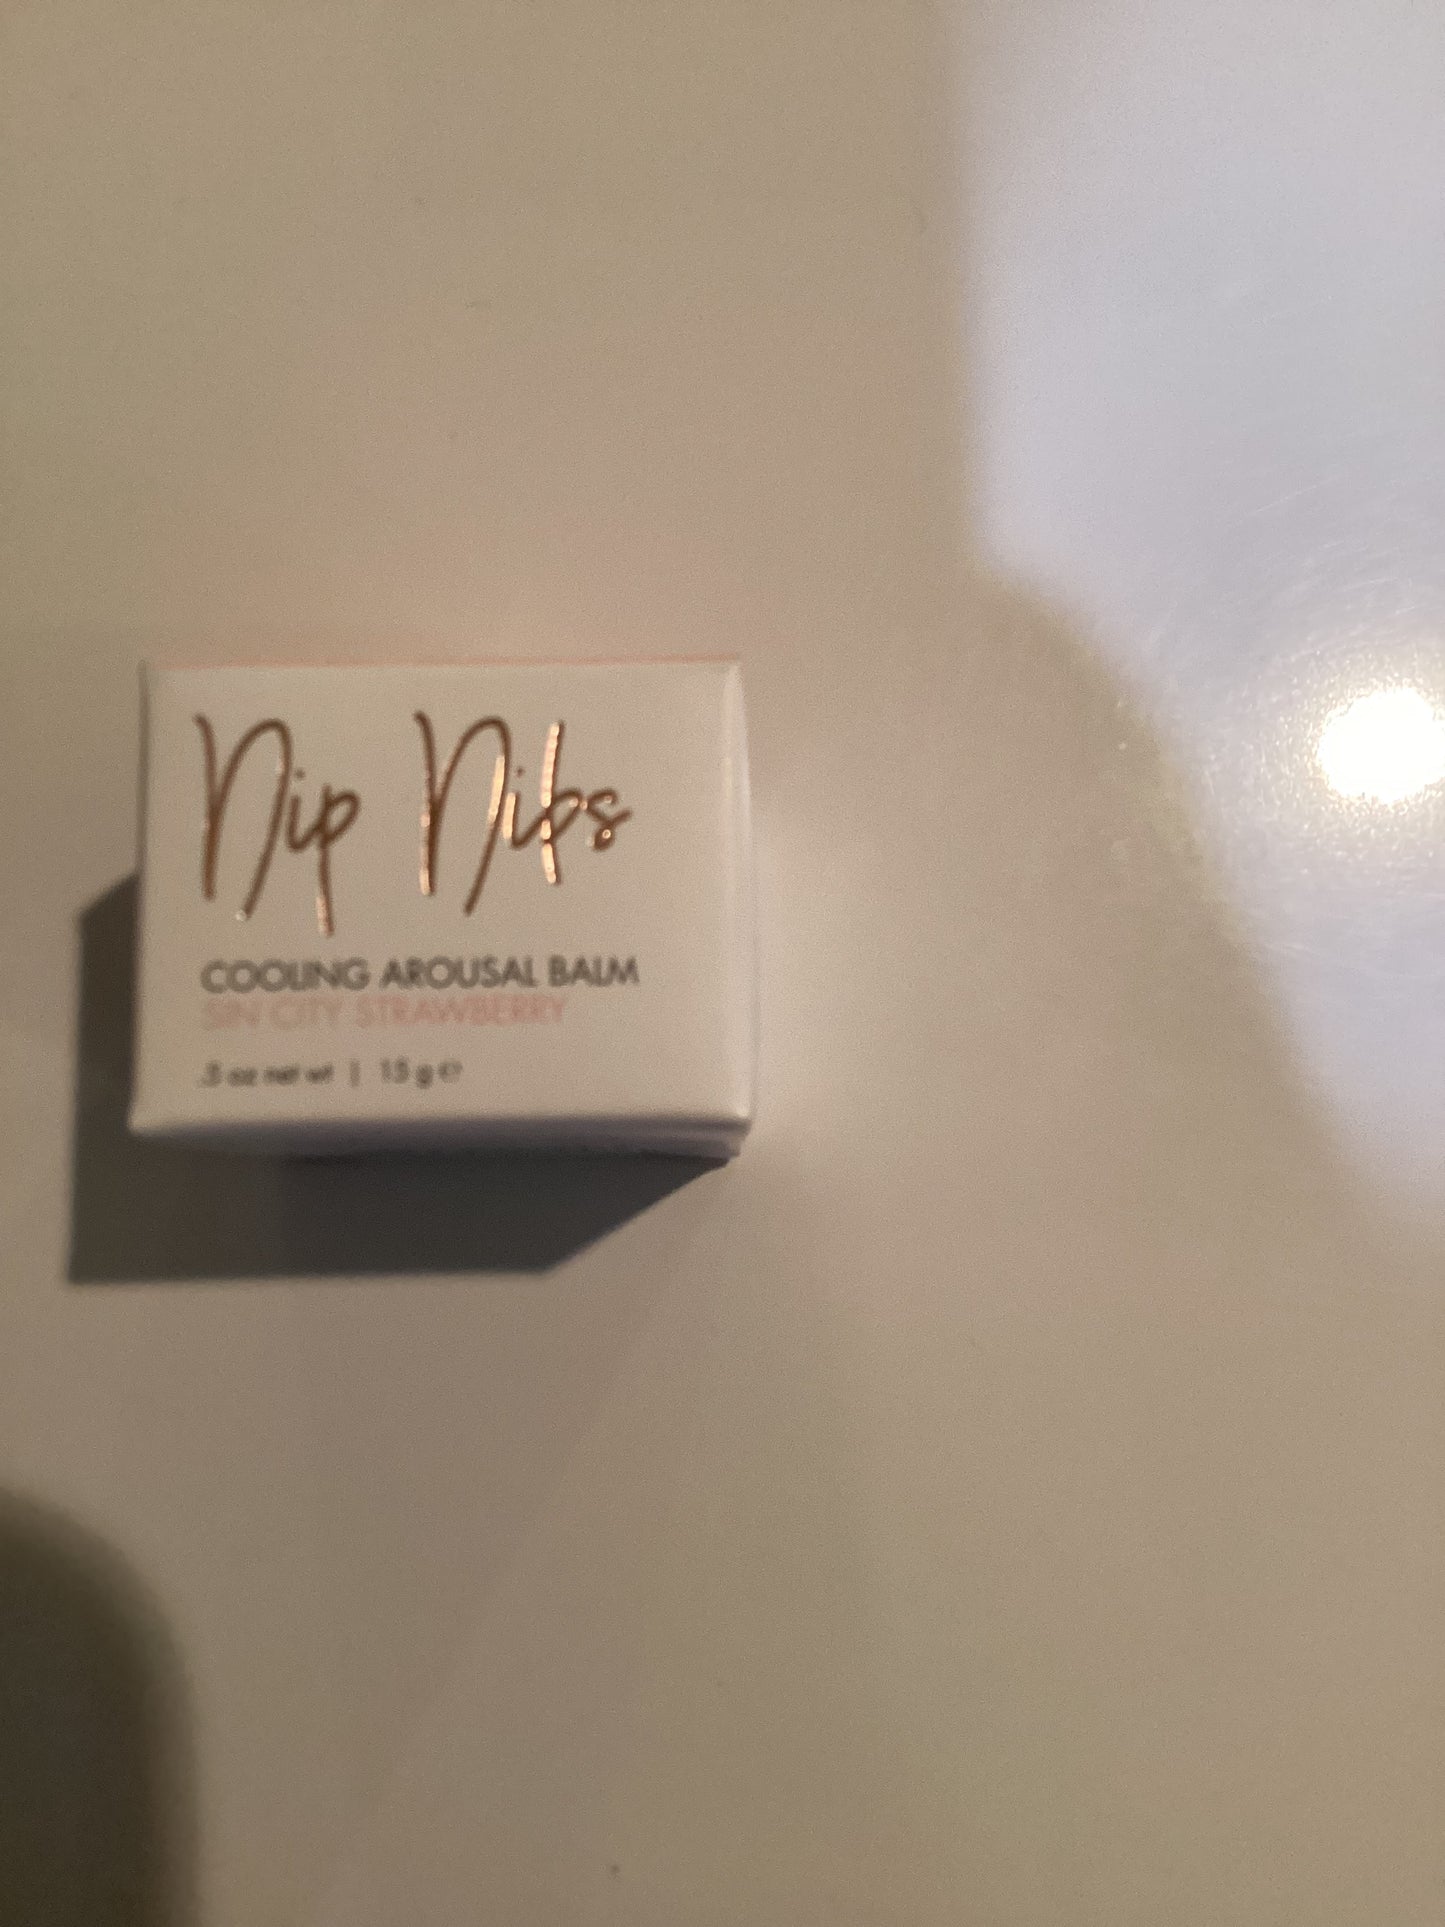 Nip Nibs
COOLING AROUSAL BALM
SIN CITY STRAWBERRY
.5 oz net wt | 15 g ℮